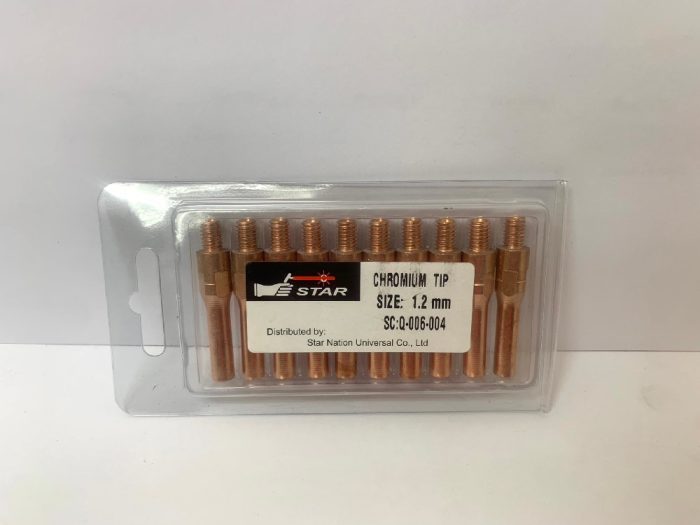 STAR
CHROMIUM TIP
SIZE: 1.2 mm
SC:Q-006-004
Distributed by:
Star Nation Universal Co., Ltd